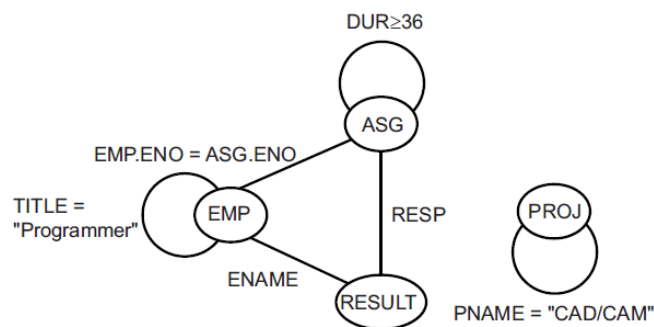 DUR≥36
ASG
EMP.ENO = ASG.ENO
TITLE =
"Programmer"
EMP
RESP
PROJ
ENAME
RESULT
PNAME = "CAD/CAM"